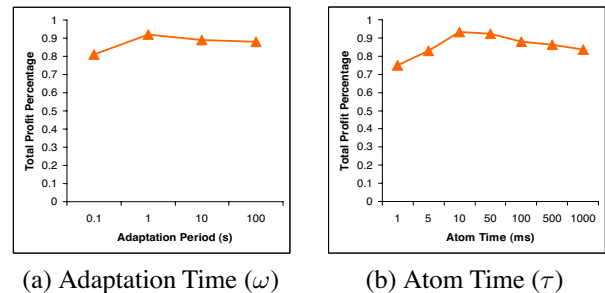 Total Profit Percentage
1
0.9
0.8
0.7
0.6
0.5
0.4
0.3
0.2
0.1
0
0.1 1 10 100
Adaptation Period (s)
(a) Adaptation Time (ω)
Total Profit Percentage
1
0.9
0.8
0.7
0.6
0.5
0.4
0.3
0.2
0.1
0
1 5 10 50 100 500 1000
Atom Time (ms)
(b) Atom Time (τ)